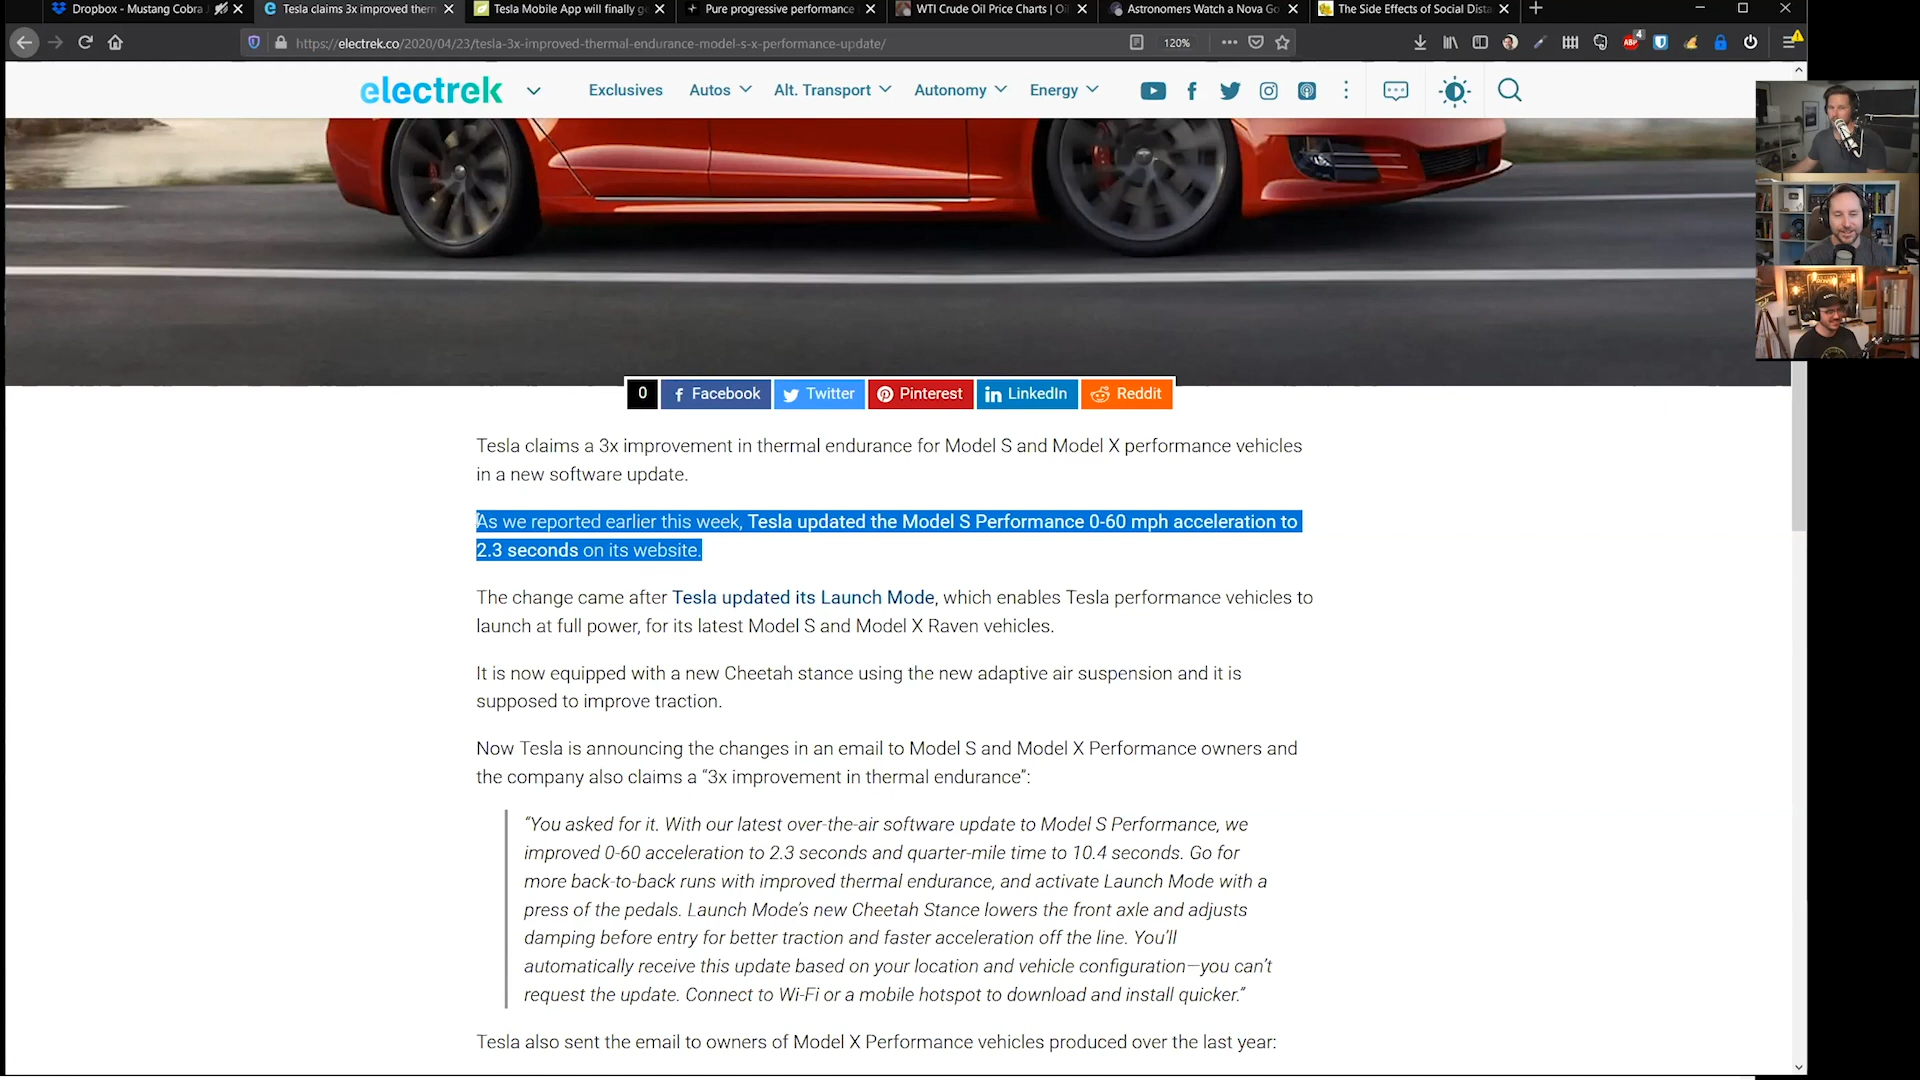 Dropbox - Mustang Cobra
Tesla claims 3x improved therm
Tesla Mobile App will finally ge
Pure progressive performance
WTI Crude Oil Price Charts | Oil
Astronomers Watch a Nova Go
The Side Effects of Social Dista
https://electrek.co/2020/04/23/tesla-3x-improved-thermal-endurance-model-s-x-performance-update/
120%
4
ABP
electrek
Exclusives
Autos
Alt. Transport
Autonomy
Energy
0
Facebook
Twitter
Pinterest
LinkedIn
Reddit
Tesla claims a 3x improvement in thermal endurance for Model S and Model X performance vehicles
in a new software update.
As we reported earlier this week, Tesla updated the Model S Performance 0-60 mph acceleration to
2.3 seconds on its website.
The change came after Tesla updated its Launch Mode, which enables Tesla performance vehicles to
launch at full power, for its latest Model S and Model X Raven vehicles.
It is now equipped with a new Cheetah stance using the new adaptive air suspension and it is
supposed to improve traction.
Now Tesla is announcing the changes in an email to Model S and Model X Performance owners and
the company also claims a “3x improvement in thermal endurance”:
“You asked for it. With our latest over-the-air software update to Model S Performance, we
improved 0-60 acceleration to 2.3 seconds and quarter-mile time to 10.4 seconds. Go for
more back-to-back runs with improved thermal endurance, and activate Launch Mode with a
press of the pedals. Launch Mode’s new Cheetah Stance lowers the front axle and adjusts
damping before entry for better traction and faster acceleration off the line. You’ll
automatically receive this update based on your location and vehicle configuration—you can’t
request the update. Connect to Wi-Fi or a mobile hotspot to download and install quicker.”
Tesla also sent the email to owners of Model X Performance vehicles produced over the last year: